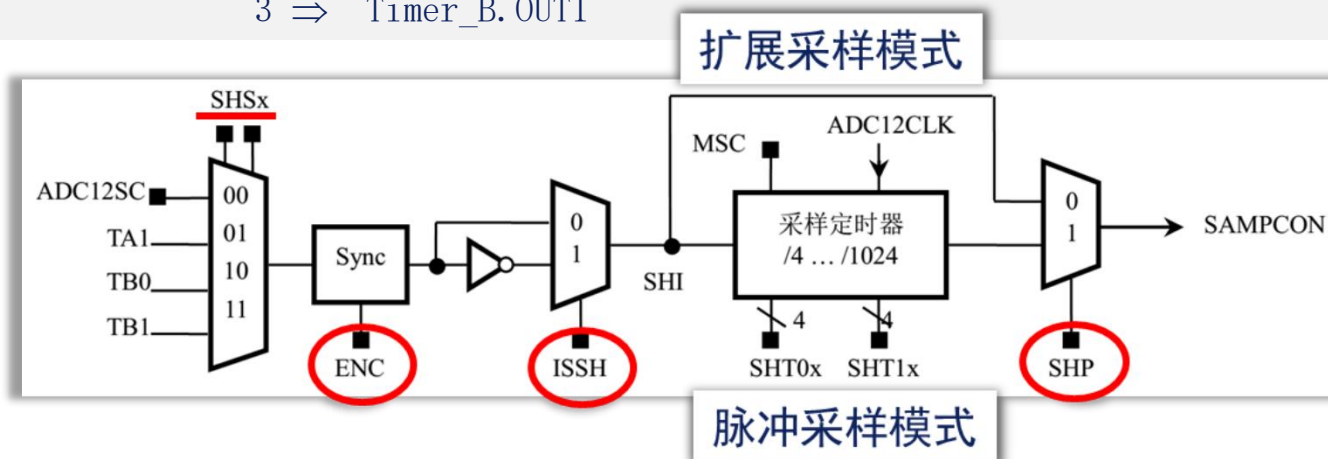 3 ⇒ Timer_B.OUT1
扩展采样模式
SHSx
ADC12SC
00
TA1
01
TB0
10
TB1
11
Sync
ENC
0
1
ISSH
SHI
MSC
ADC12CLK
采样定时器
/4 … /1024
4
4
SHT0x SHT1x
0
1
SHP
SAMPCON
脉冲采样模式